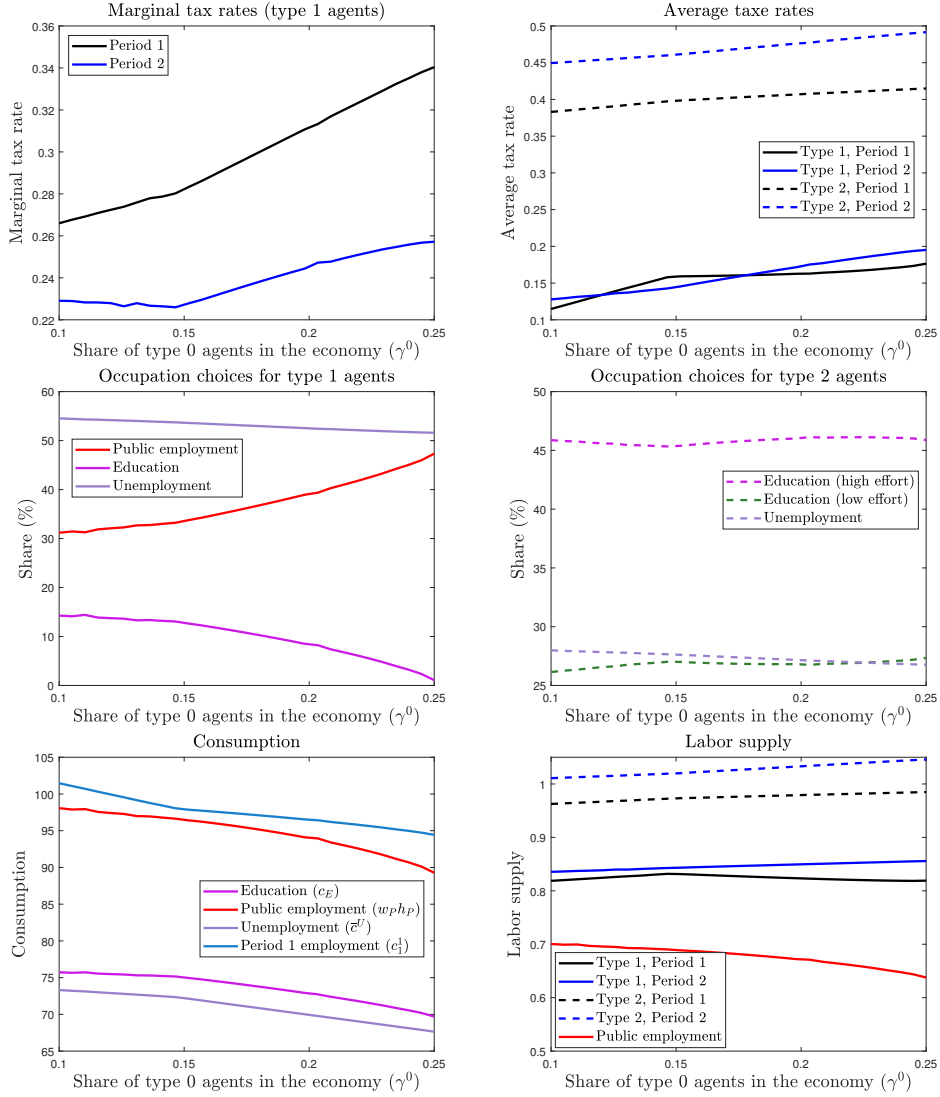 Marginal tax rates (type 1 agents)
0.36
0.34
0.32
0.3
0.28
0.26
0.24
0.22
Marginal tax rate
Period 1
Period 2
0.1 0.15 0.2 0.25
Share of type 0 agents in the economy (γ⁰)
Average taxe rates
0.5
0.45
0.4
0.35
0.3
0.25
0.2
0.15
0.1
Average tax rate
Type 1, Period 1
Type 1, Period 2
Type 2, Period 1
Type 2, Period 2
0.1 0.15 0.2 0.25
Share of type 0 agents in the economy (γ⁰)
Occupation choices for type 1 agents
60
50
40
30
20
10
0
Share (%)
Public employment
Education
Unemployment
0.1 0.15 0.2 0.25
Share of type 0 agents in the economy (γ⁰)
Occupation choices for type 2 agents
50
45
40
35
30
25
Share (%)
Education (high effort)
Education (low effort)
Unemployment
0.1 0.15 0.2 0.25
Share of type 0 agents in the economy (γ⁰)
Consumption
105
100
95
90
85
80
75
70
65
Consumption
Education (c_E)
Public employment (w_P h_P)
Unemployment (c̅ᵁ)
Period 1 employment (c₁¹)
0.1 0.15 0.2 0.25
Share of type 0 agents in the economy (γ⁰)
Labor supply
1
0.9
0.8
0.7
0.6
0.5
Labor supply
Type 1, Period 1
Type 1, Period 2
Type 2, Period 1
Type 2, Period 2
Public employment
0.1 0.15 0.2 0.25
Share of type 0 agents in the economy (γ⁰)